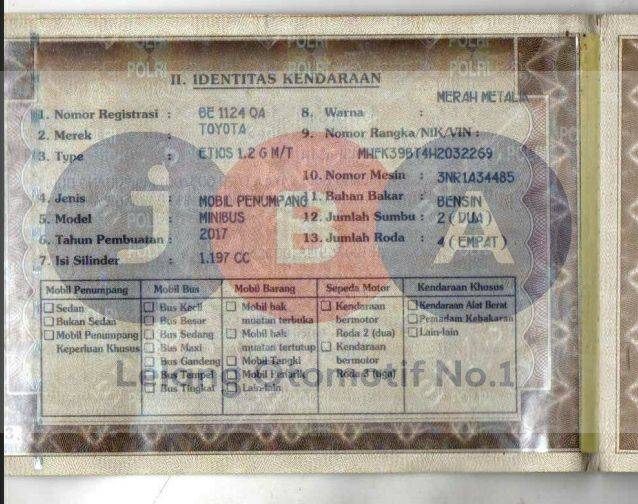 II. IDENTITAS KENDARAAN
1. Nomor Registrasi : BE 1124 QA
2. Merek : TOYOTA
3. Type : ETIOS 1.2 G M/T
4. Jenis : MOBIL PENUMPANG
5. Model : MINIBUS
6. Tahun Pembuatan : 2017
7. Isi Silinder : 1.197 CC
8. Warna : MERAH METALIK
9. Nomor Rangka/NIK/VIN :
MHFK39BT4H2032269
10. Nomor Mesin : 3NR1A34485
11. Bahan Bakar : BENSIN
12. Jumlah Sumbu : 2 ( DUA )
13. Jumlah Roda : 4 ( EMPAT )
Mobil Penumpang
Sedan
Bukan Sedan
Mobil Penumpang
Keperluan Khusus
Mobil Bus
Bus Kecil
Bus Besar
Bus Sedang
Bis Maxi
Bus Gandeng
Bus Tempel
Bus Tingkat
Mobil Barang
Mobil bak
muatan terbuka
Mobil bak
muatan tertutup
Mobil Tangki
Mobil Penarik
Lain-lain
Sepeda Motor
Kendaraan
bermotor
Roda 2 (dua)
Kendaraan
bermotor
Roda 3 (tiga)
Kendaraan Khusus
Kendaraan Alat Berat
Pemadam Kebakaran
Lain-lain
jBA
Lelang Otomotif No.1